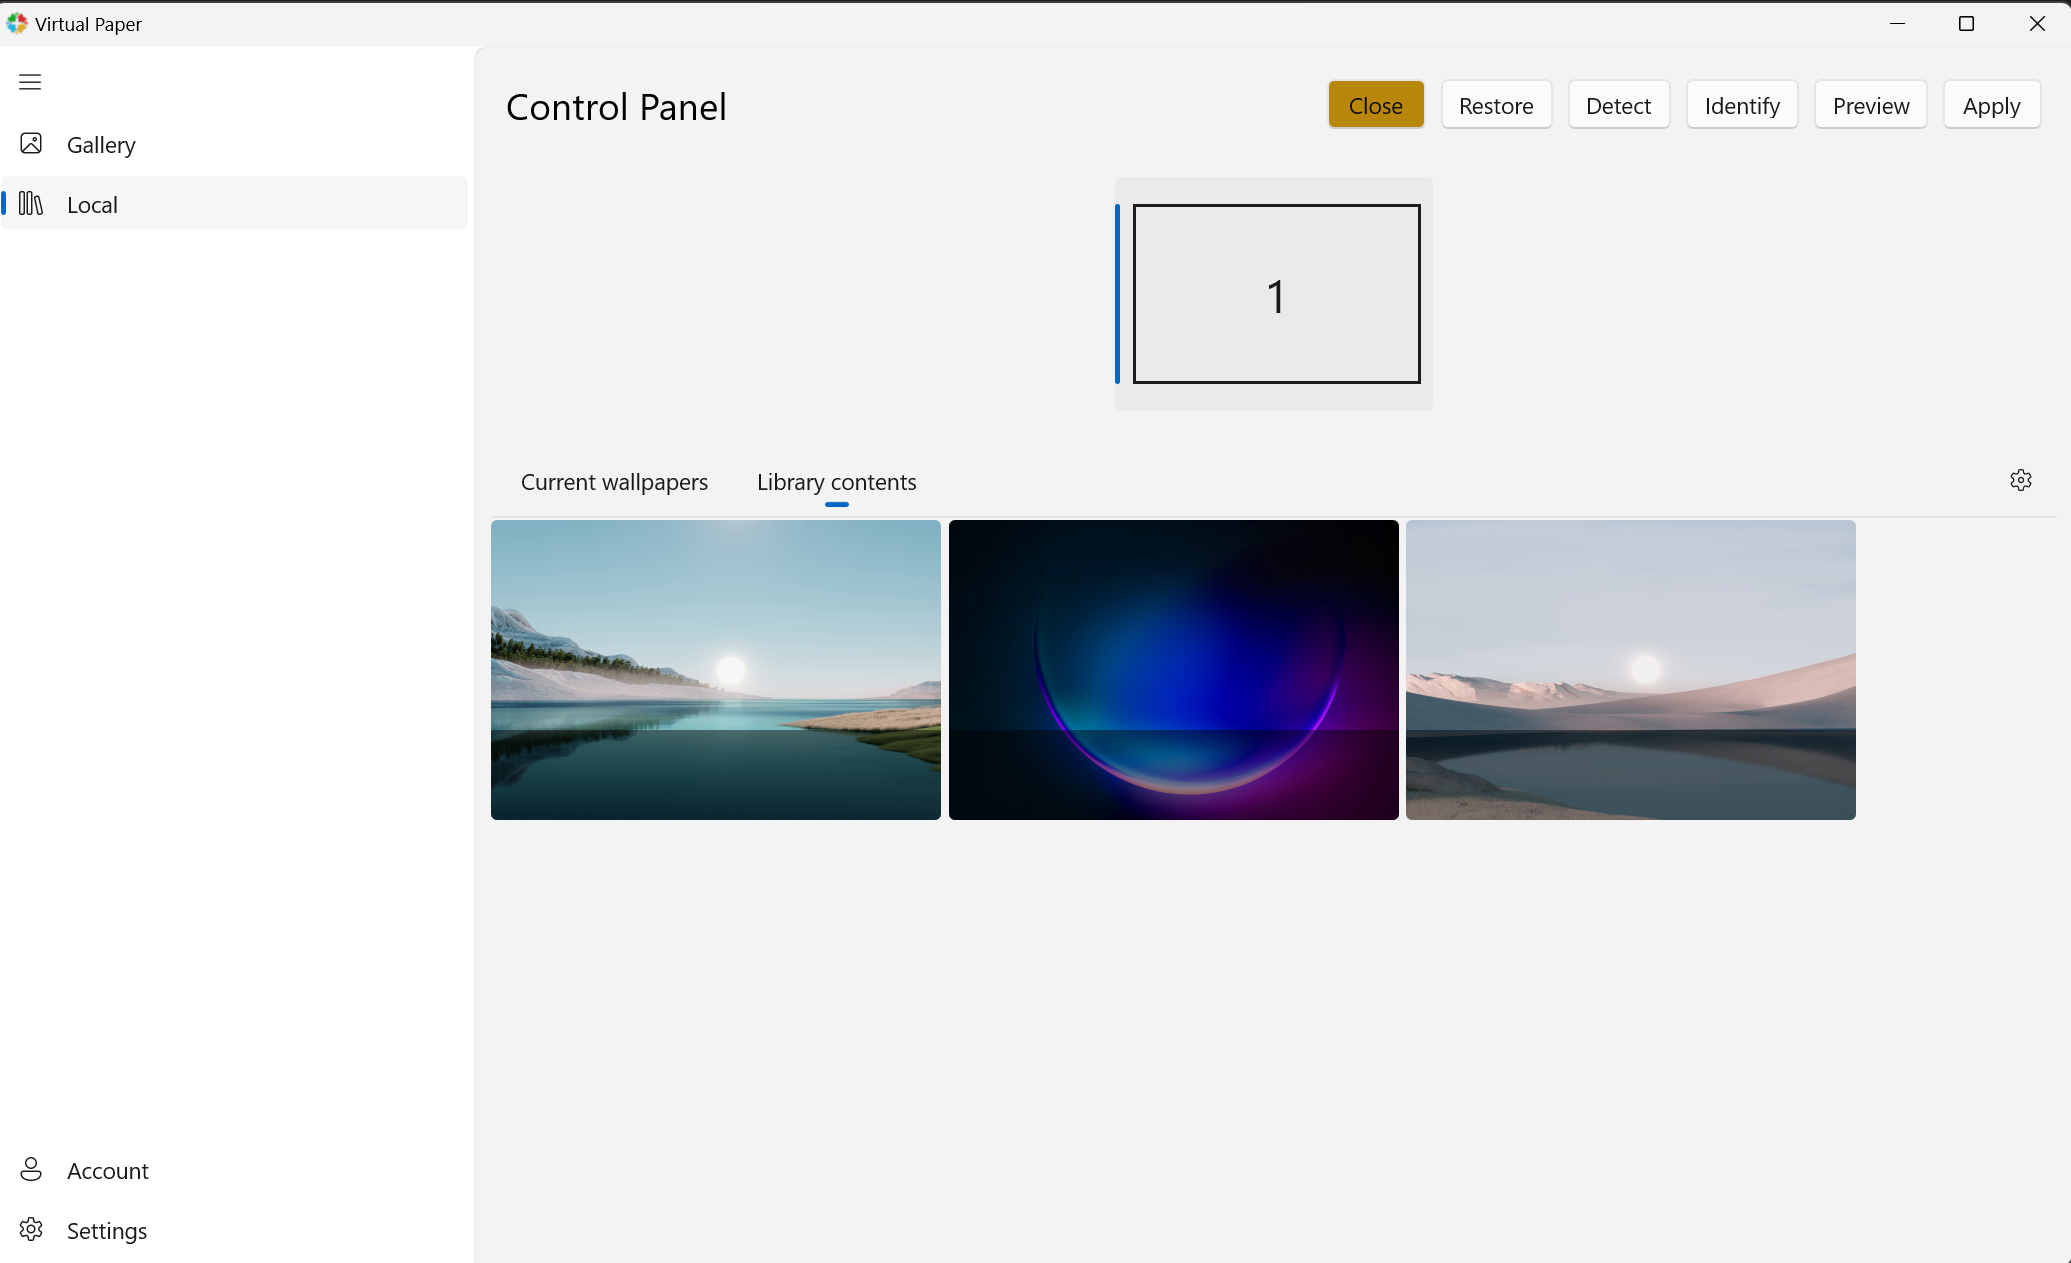 Virtual Paper
Gallery
Local
Control Panel
Close
Restore
Detect
Identify
Preview
Apply
1
Current wallpapers
Library contents
Account
Settings